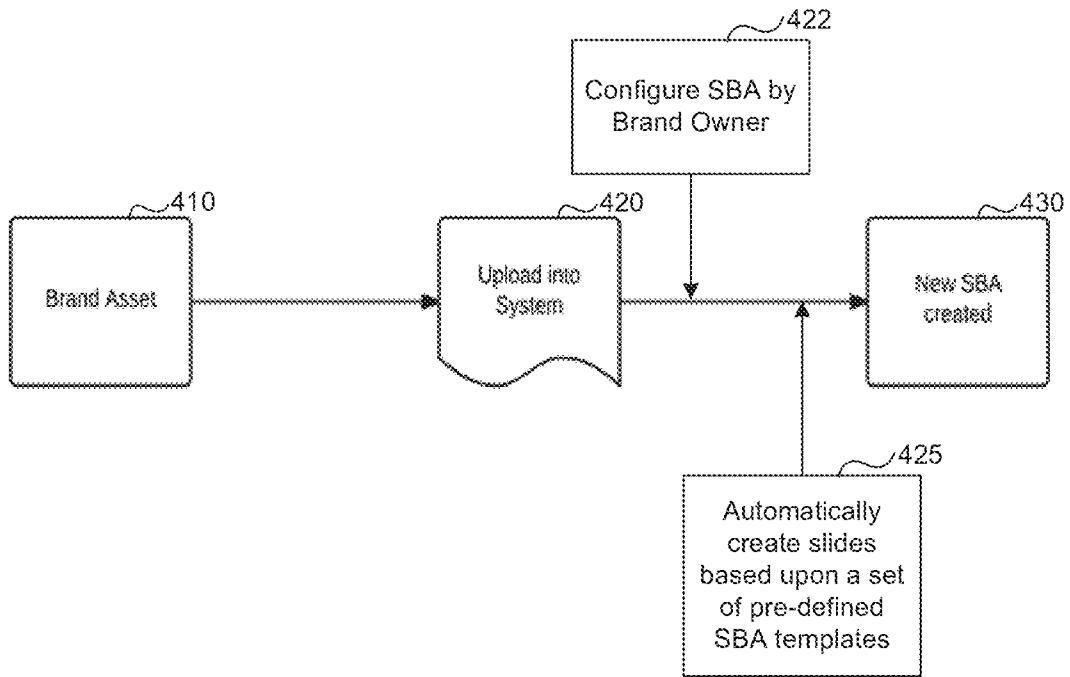 422
Configure SBA by
Brand Owner
410
Brand Asset
420
Upload into
System
430
New SBA
created
425
Automatically
create slides
based upon a set
of pre-defined
SBA templates